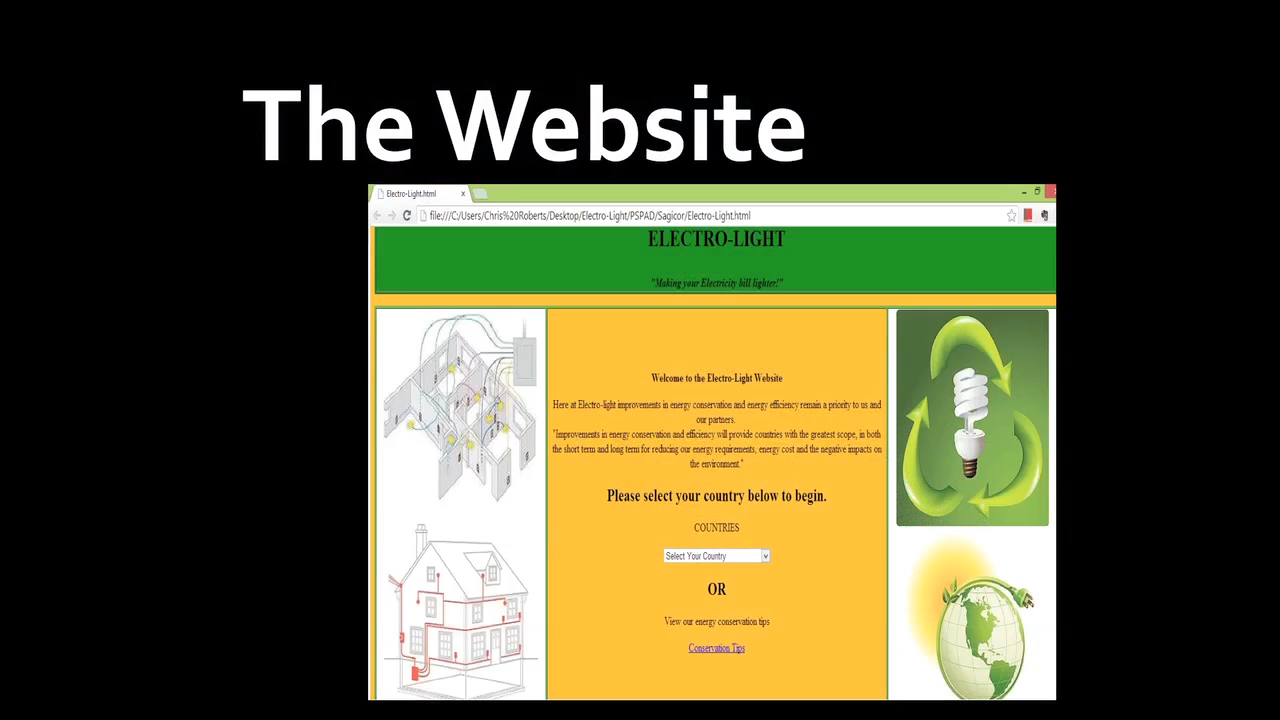 The Website
Electro-Light.html
file:///C:/Users/Chris%20Roberts/Desktop/Electro-Light/PSPAD/Sagicor/Electro-Light.html
ELECTRO-LIGHT
"Making your Electricity bill lighter!"
Welcome to the Electro-Light Website
Here at Electro-light improvements in energy conservation and energy efficiency remain a priority to us and
our partners.
"Improvements in energy conservation and efficiency will provide countries with the greatest scope, in both
the short term and long term for reducing our energy requirements, energy cost and the negative impacts on
the environment."
Please select your country below to begin.
COUNTRIES
Select Your Country
OR
View our energy conservation tips
Conservation Tips